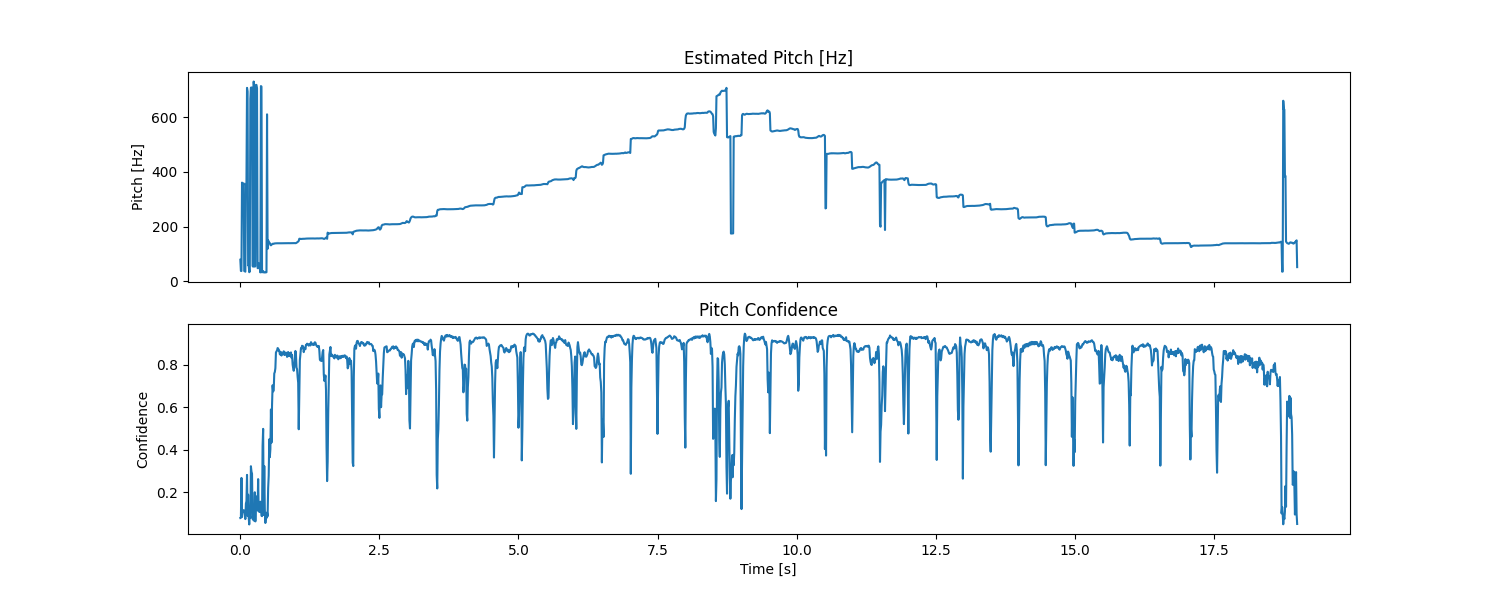 Estimated Pitch [Hz]
Pitch [Hz]
600
400
200
0
Pitch Confidence
Confidence
0.8
0.6
0.4
0.2
0.0 2.5 5.0 7.5 10.0 12.5 15.0 17.5
Time [s]